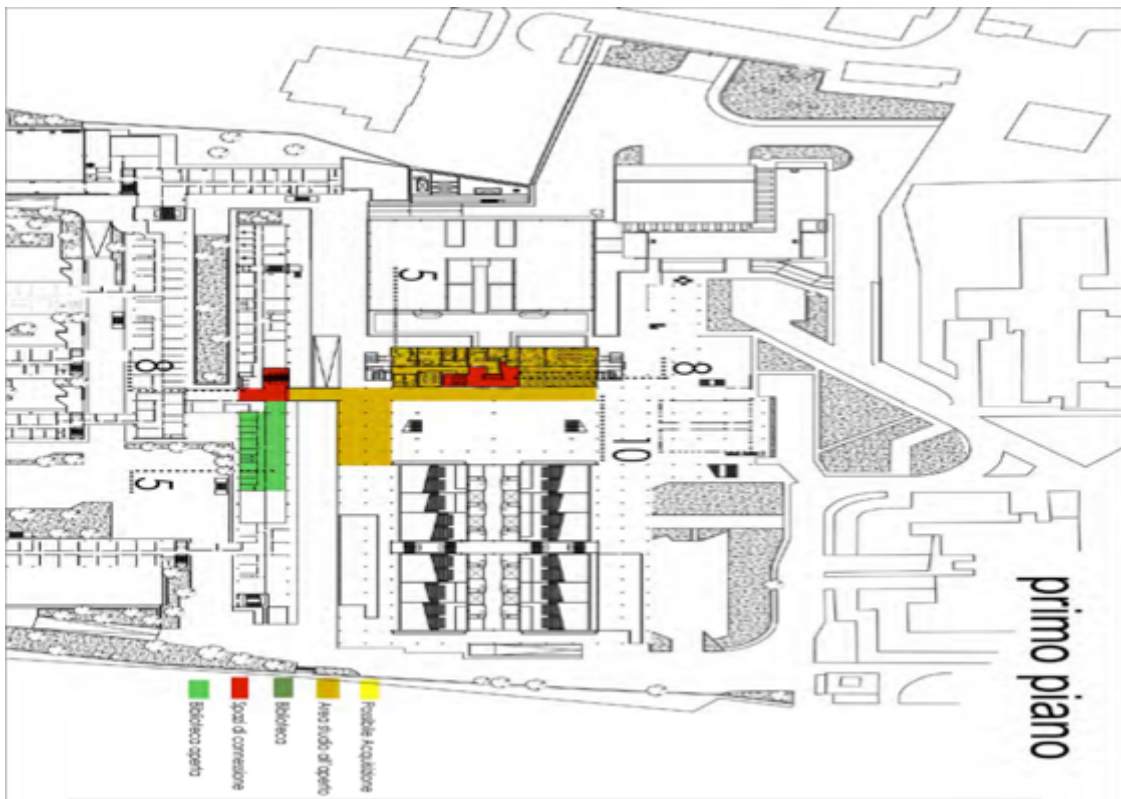 primo piano
5
8
8
10
5
Possibile Acquisizione
Area studio all'aperto
Biblioteca
Spazi di connessione
Biblioteca aperta